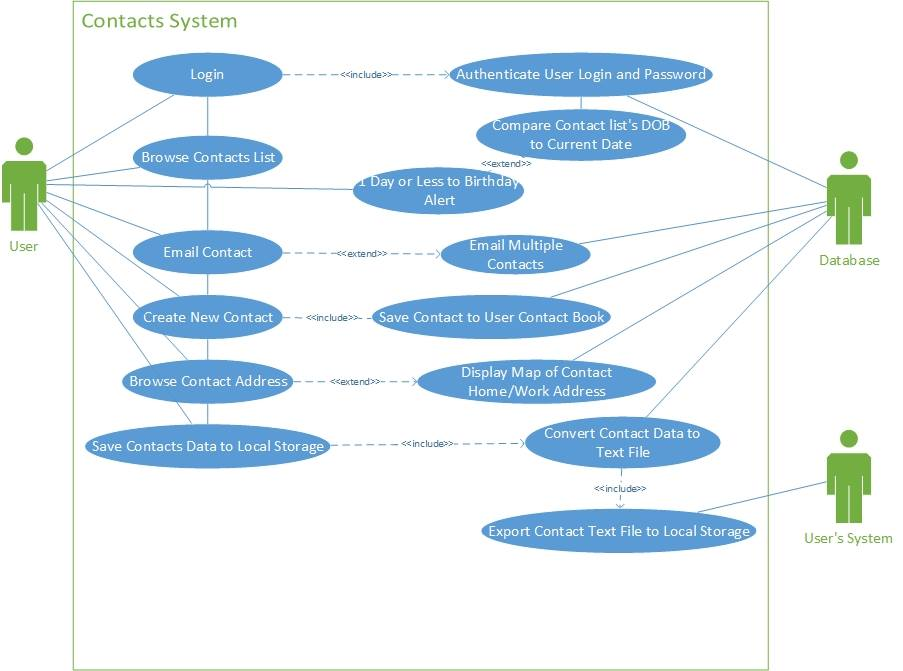 Contacts System
Login
<<include>>
Authenticate User Login and Password
Compare Contact list's DOB
to Current Date
Browse Contacts List
<<extend>>
1 Day or Less to Birthday
Alert
User
Database
Email Contact
<<extend>>
Email Multiple
Contacts
Create New Contact
<<include>>
Save Contact to User Contact Book
Browse Contact Address
<<extend>>
Display Map of Contact
Home/Work Address
Save Contacts Data to Local Storage
<<include>>
Convert Contact Data to
Text File
<<include>>
Export Contact Text File to Local Storage
User's System